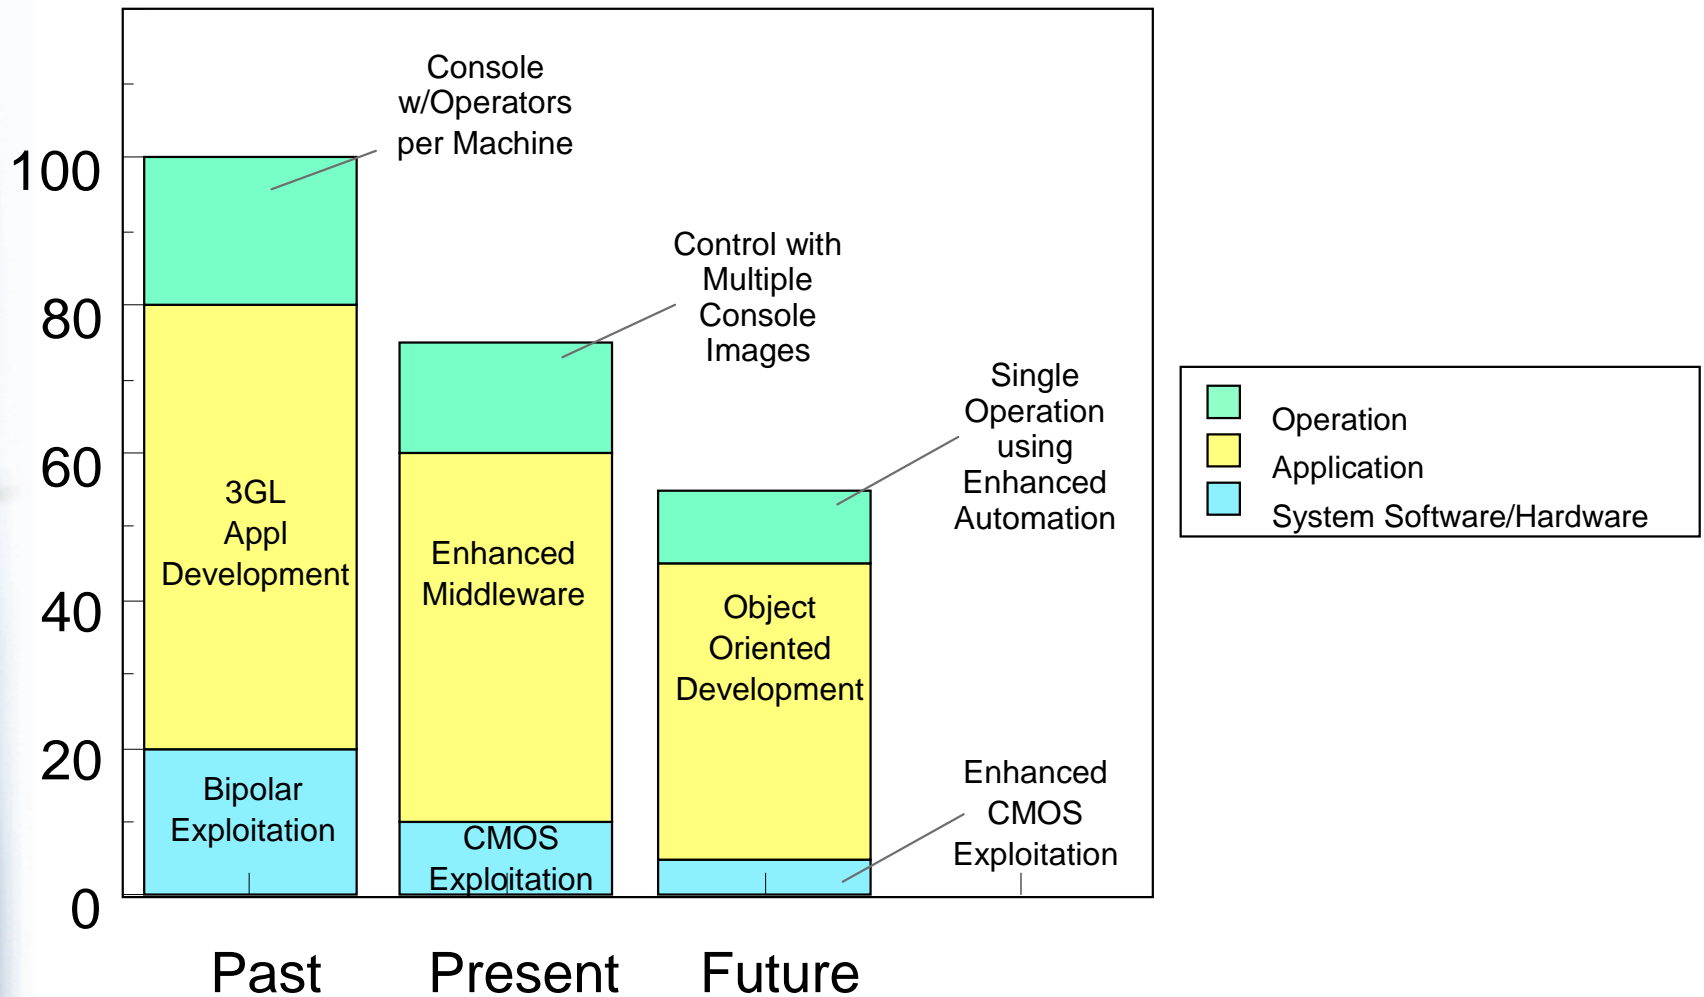 Console
w/Operators
per Machine
100
Control with
Multiple
Console
Images
80
Single
Operation
using
Enhanced
Automation
Operation
Application
System Software/Hardware
60
3GL
Appl
Development
Enhanced
Middleware
40
Object
Oriented
Development
20
Bipolar
Exploitation
CMOS
Exploitation
Enhanced
CMOS
Exploitation
0
Past
Present
Future